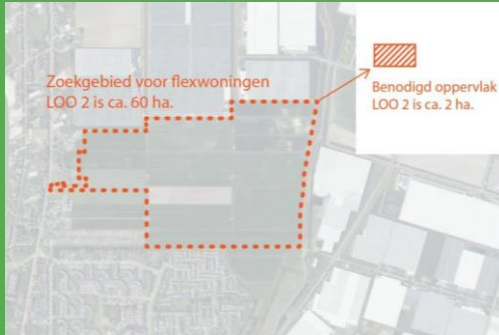 Zoekgebied voor flexwoningen
LOO 2 is ca. 60 ha.
Benodigd oppervlak
LOO 2 is ca. 2 ha.